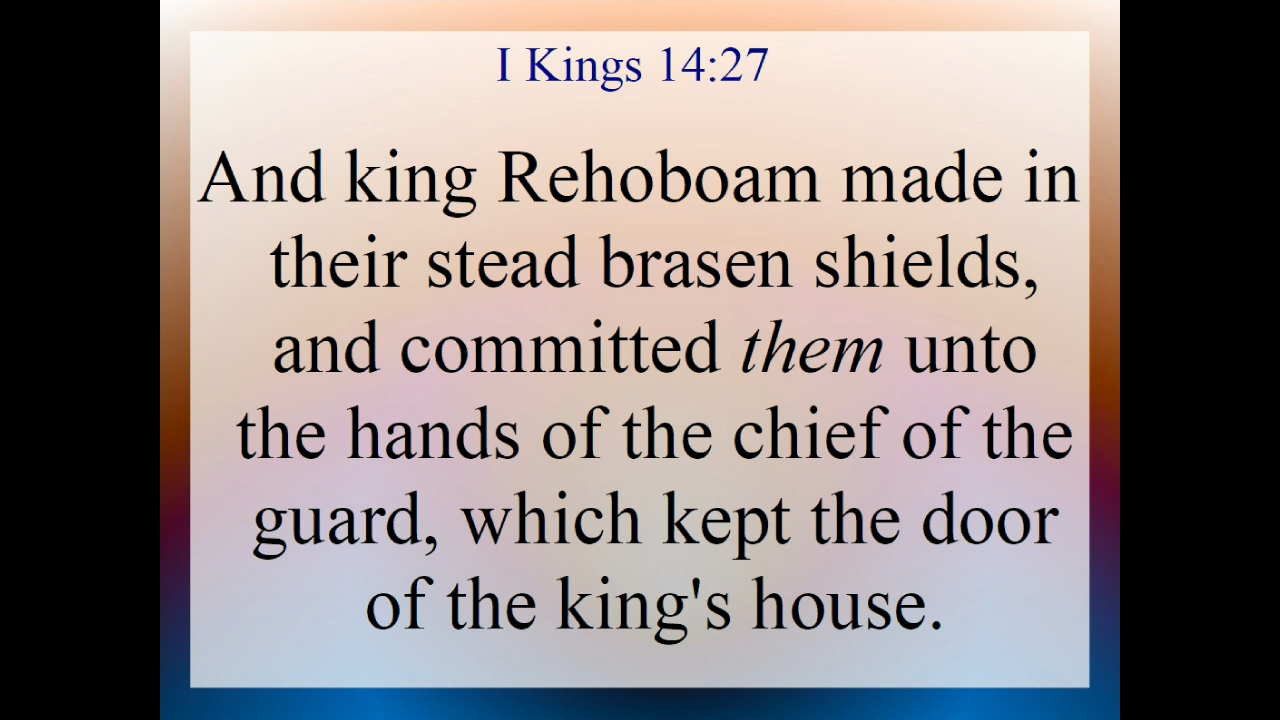 I Kings 14:27
And king Rehoboam made in
their stead brasen shields,
and committed them unto
the hands of the chief of the
guard, which kept the door
of the king's house.